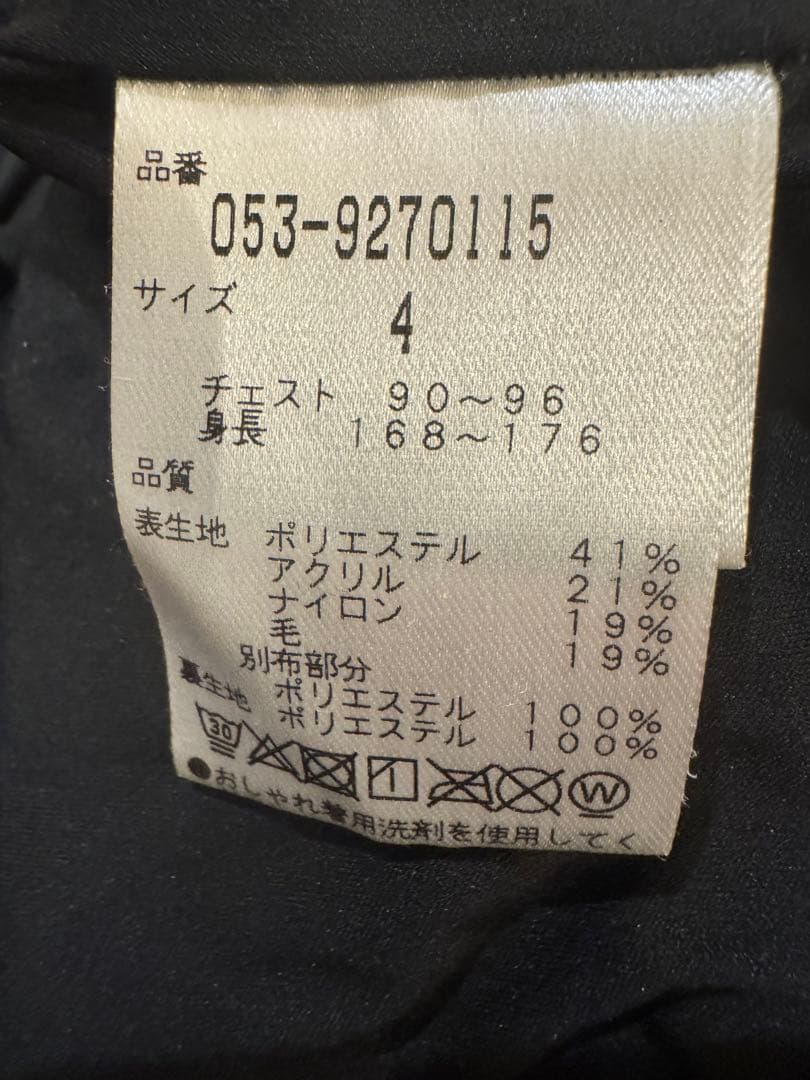 品番
053-9270115
サイズ 4
チェスト 90~96
身長 168~176
品質
表生地 ポリエステル 41%
アクリル 21%
ナイロン 19%
毛 19%
別布部分
ポリエステル 100%
裏生地 ポリエステル 100%
30 1 W
●おしゃれ着用洗剤を使用してく